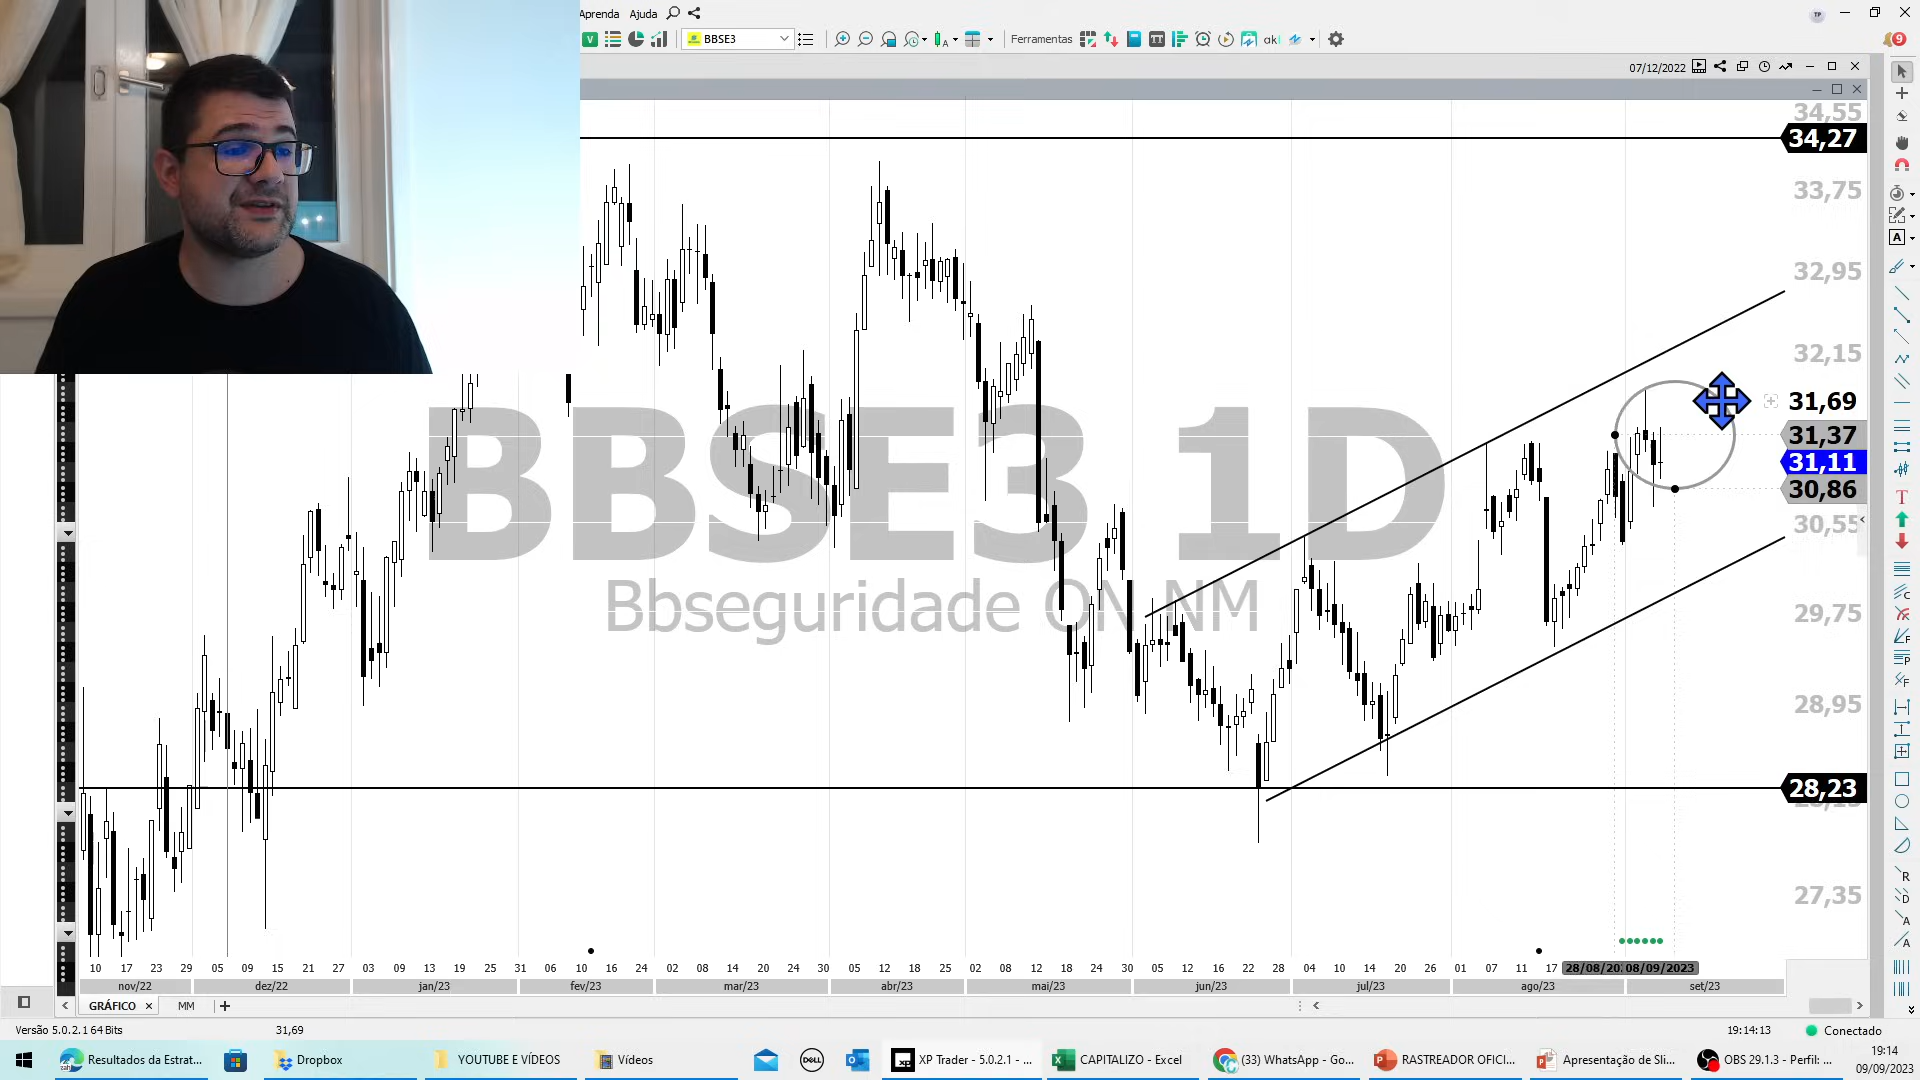 Aprenda Ajuda
BBSE3
Ferramentas
9
07/12/2022
34,55
34,27
33,75
32,95
32,15
31,69
31,37
31,11
30,86
30,55
29,75
28,95
28,23
27,35
BBSE3 1D
Bbseguridade ON NM
10 17 23 29 05 09 15 21 27 03 09 13 19 25 31 06 10 16 24 02 08 14 20 24 30 05 12 18 24 02 08 12 18 24 30 05 12 16 22 28 04 10 14 20 26 01 07 11 17 28/08/20 08/09/2023
nov/22 dez/22 jan/23 fev/23 mar/23 abr/23 mai/23 jun/23 jul/23 ago/23 set/23
GRÁFICO MM
Versão 5.0.2.1 64 Bits 31,69 19:14:13 Conectado
Resultados da Estrat... Dropbox YOUTUBE E VÍDEOS Vídeos DELL XP Trader - 5.0.2.1 - ... CAPITALIZO - Excel (33) WhatsApp - Go... RASTREADOR OFICI... Apresentação de Sli... OBS 29.1.3 - Perfil: ...
19:14
09/09/2023